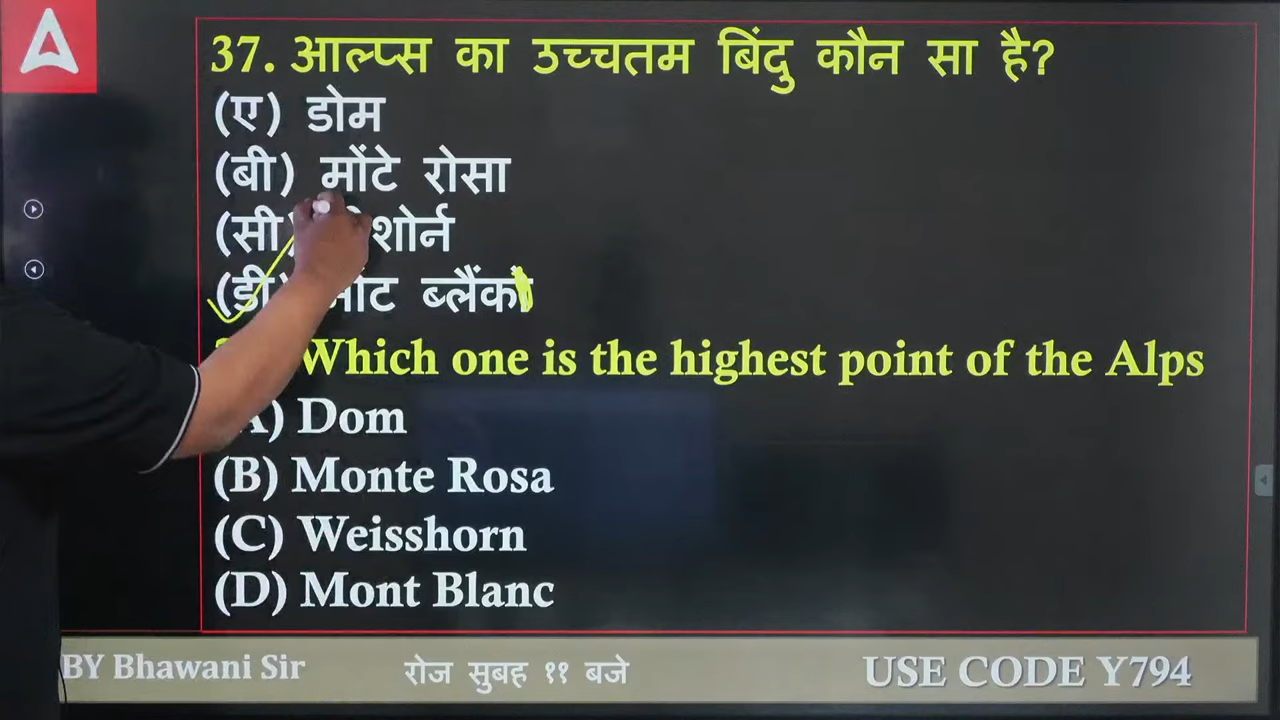 37. आल्प्स का उच्चतम बिंदु कौन सा है?
(ए) डोम
(बी) मोंटे रोसा
(सी)
(डी) ब्लैंक
Which one is the highest point of the Alps
A) Dom
(B) Monte Rosa
(C) Weisshorn
(D) Mont Blanc
BY Bhawani Sir रोज सुबह ११ बजे USE CODE Y794